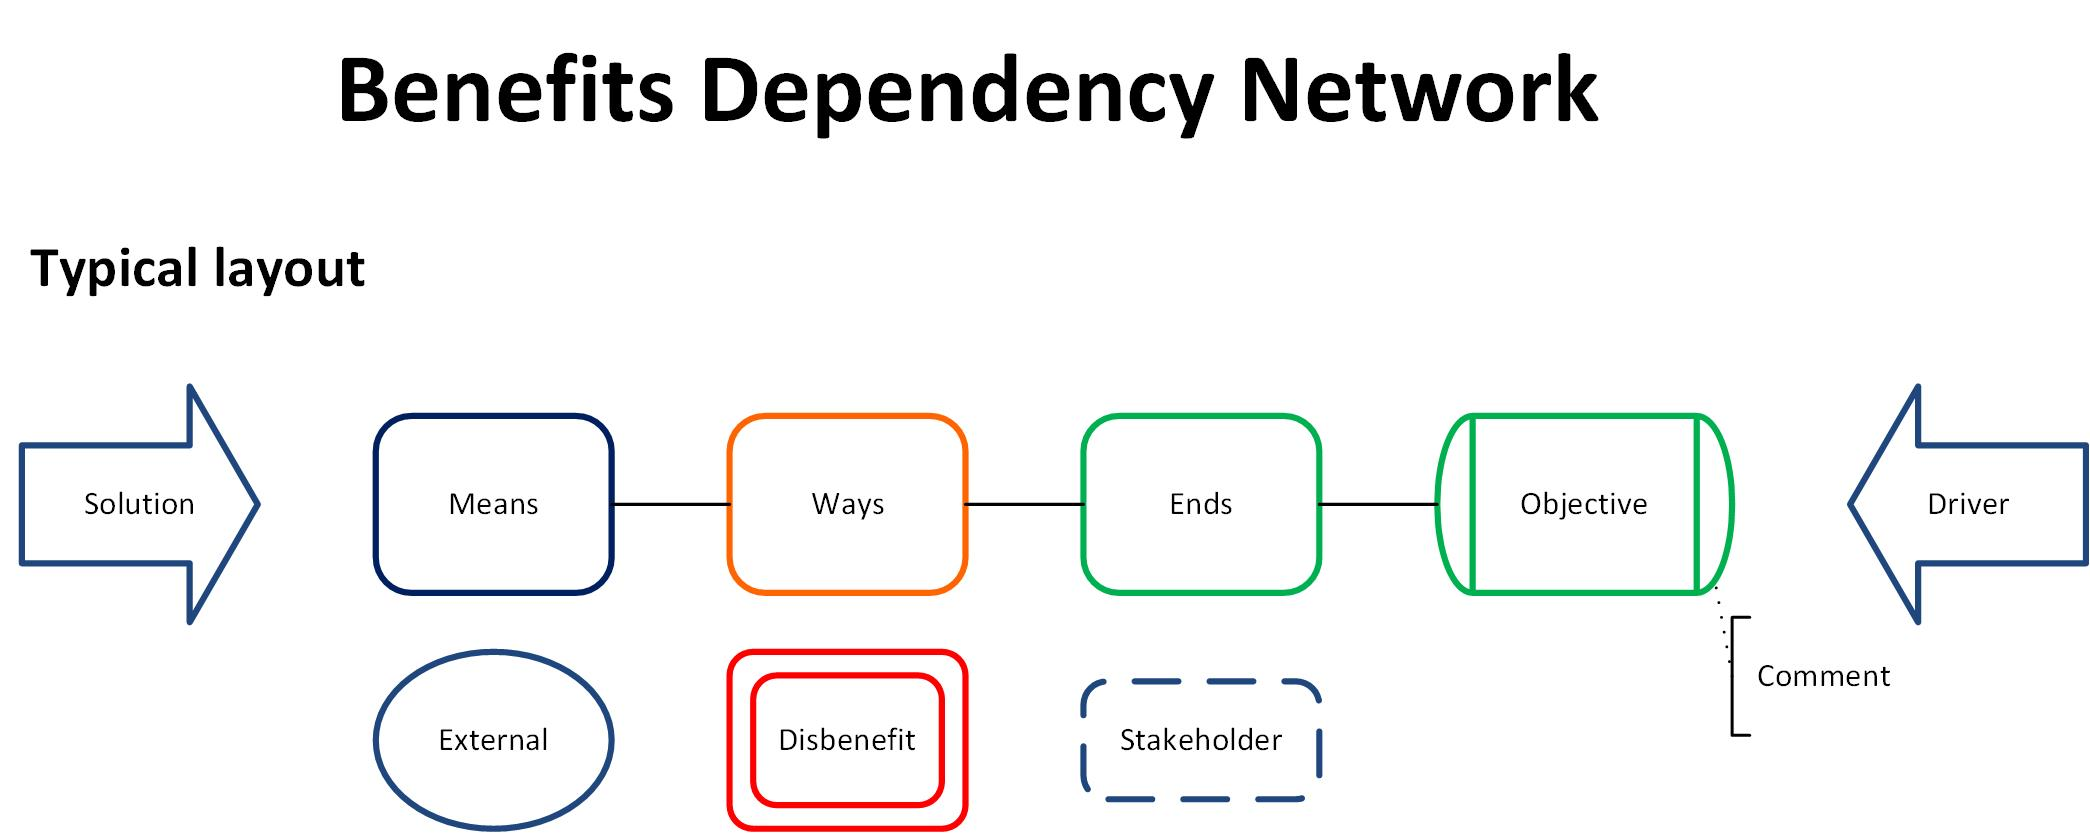 Benefits Dependency Network
Typical layout
Solution
Means
Ways
Ends
Objective
Driver
Comment
External
Disbenefit
Stakeholder